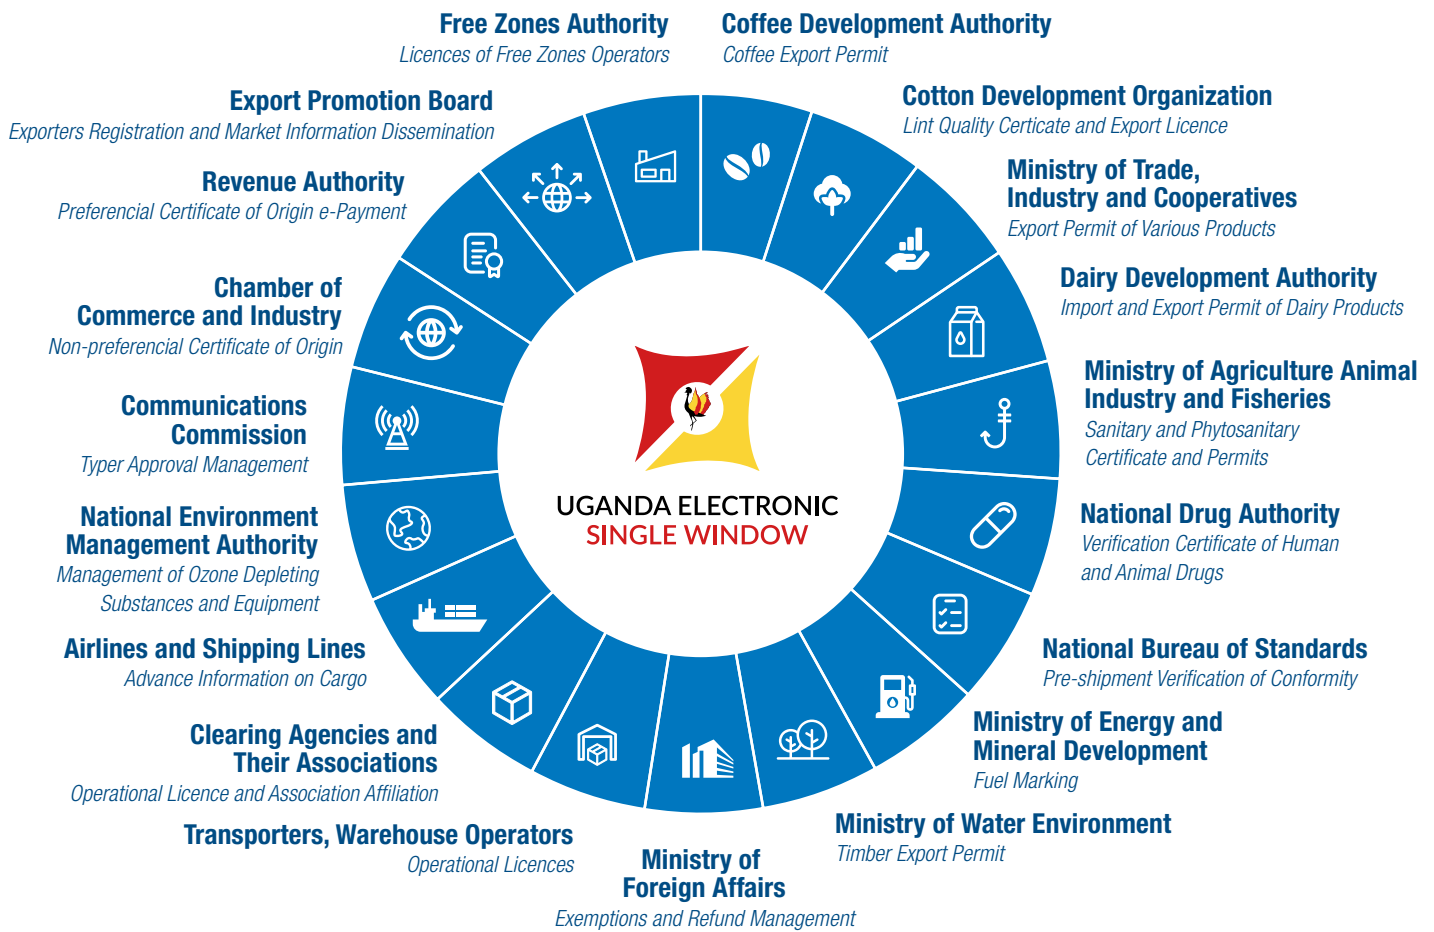 Free Zones Authority
Licences of Free Zones Operators
Coffee Development Authority
Coffee Export Permit
Cotton Development Organization
Lint Quality Certicate and Export Licence
Ministry of Trade,
Industry and Cooperatives
Export Permit of Various Products
Dairy Development Authority
Import and Export Permit of Dairy Products
Ministry of Agriculture Animal
Industry and Fisheries
Sanitary and Phytosanitary
Certificate and Permits
National Drug Authority
Verification Certificate of Human
and Animal Drugs
National Bureau of Standards
Pre-shipment Verification of Conformity
Ministry of Energy and
Mineral Development
Fuel Marking
Ministry of Water Environment
Timber Export Permit
Ministry of
Foreign Affairs
Exemptions and Refund Management
Transporters, Warehouse Operators
Operational Licences
Clearing Agencies and
Their Associations
Operational Licence and Association Affiliation
Airlines and Shipping Lines
Advance Information on Cargo
National Environment
Management Authority
Management of Ozone Depleting
Substances and Equipment
Communications
Commission
Typer Approval Management
Chamber of
Commerce and Industry
Non-preferencial Certificate of Origin
Revenue Authority
Preferencial Certificate of Origin e-Payment
Export Promotion Board
Exporters Registration and Market Information Dissemination
UGANDA ELECTRONIC
SINGLE WINDOW